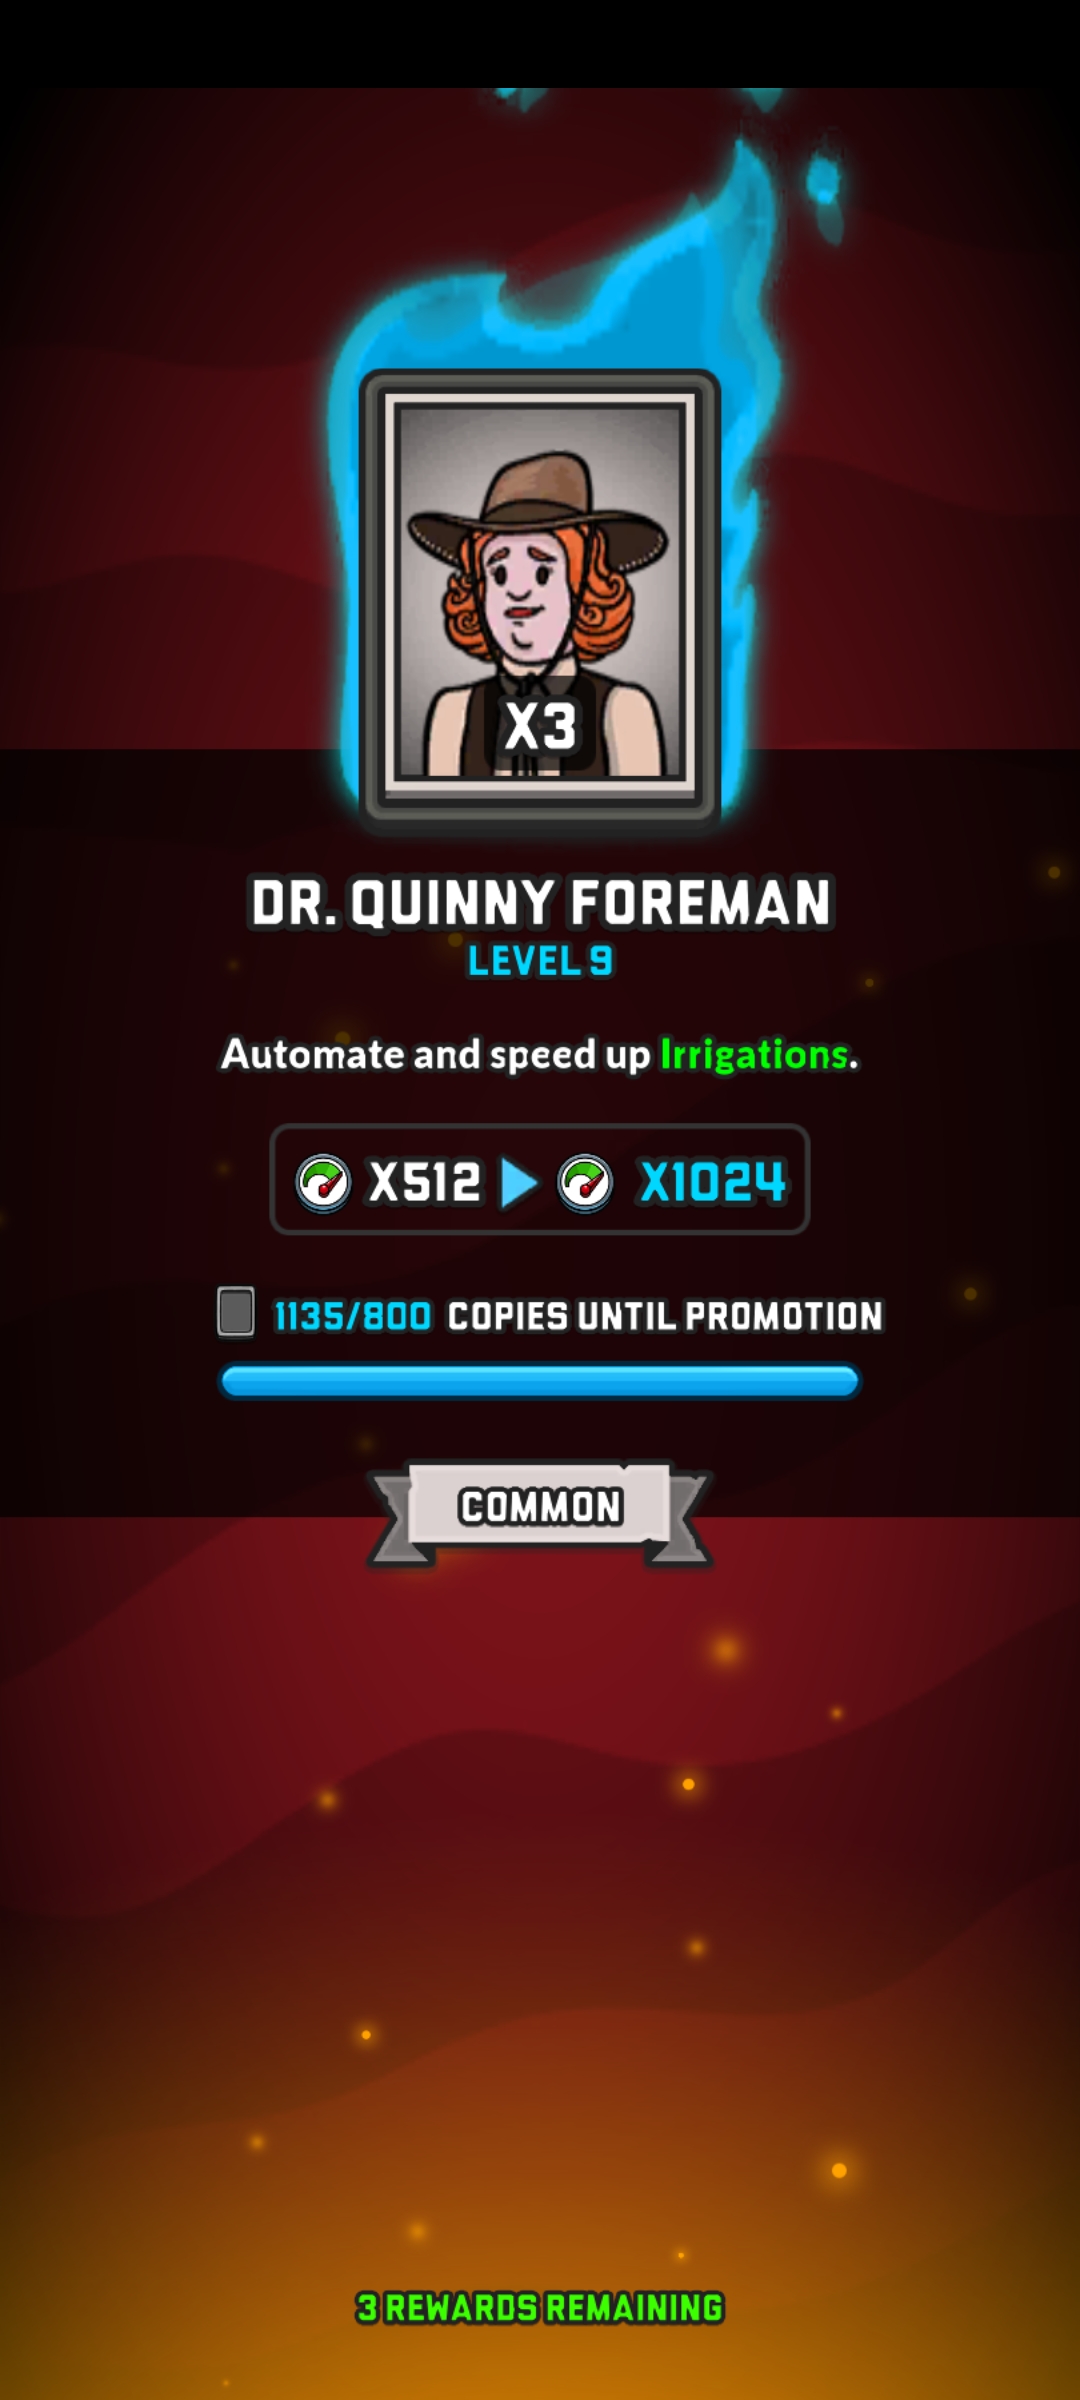 X3
DR. QUINNY FOREMAN
LEVEL 9
Automate and speed up Irrigations.
X512 X1024
1135/800 COPIES UNTIL PROMOTION
COMMON
3 REWARDS REMAINING